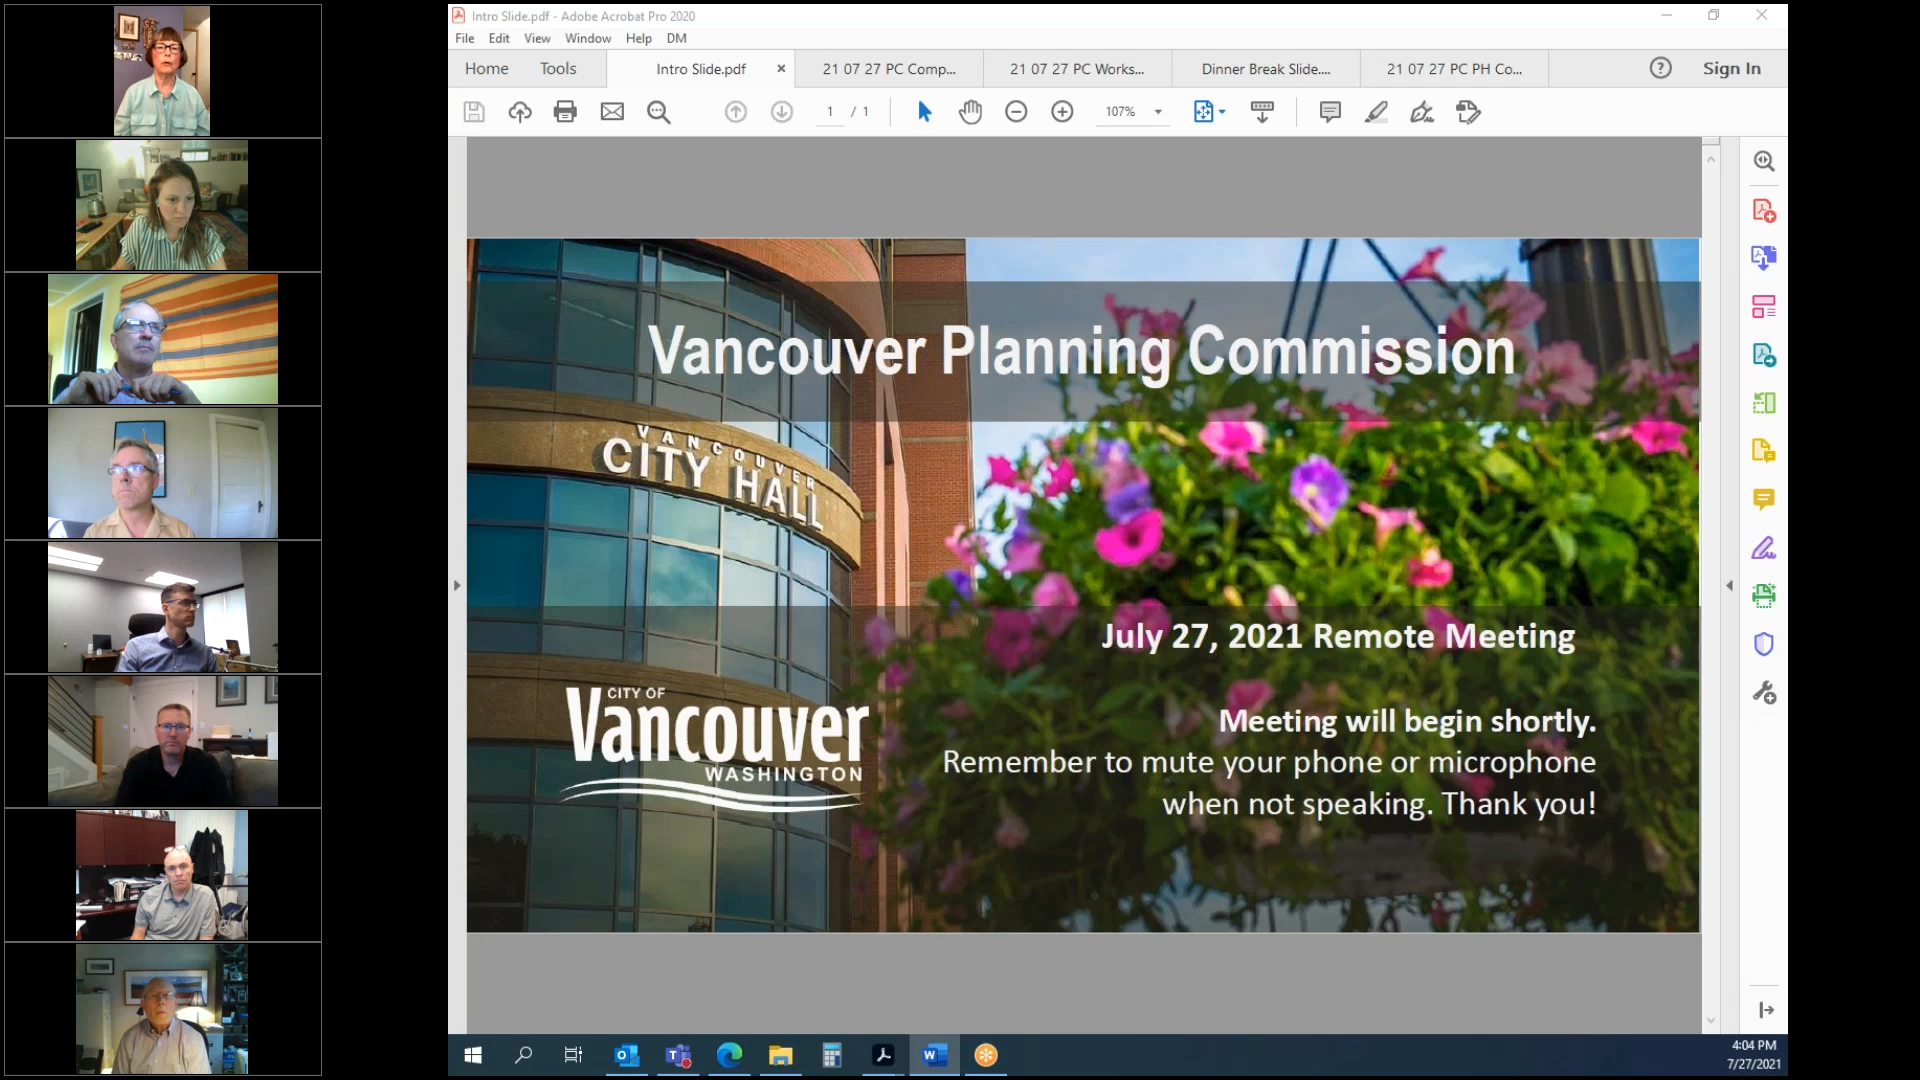 Intro Slide.pdf - Adobe Acrobat Pro 2020
File Edit View Window Help DM
Home Tools Intro Slide.pdf × 21 07 27 PC Comp... 21 07 27 PC Works... Dinner Break Slide.... 21 07 27 PC PH Co... ? Sign In
1 / 1 107%
Vancouver Planning Commission
VANCOUVER
CITY HALL
July 27, 2021 Remote Meeting
CITY OF
Vancouver
WASHINGTON
Meeting will begin shortly.
Remember to mute your phone or microphone
when not speaking. Thank you!
4:04 PM
7/27/2021